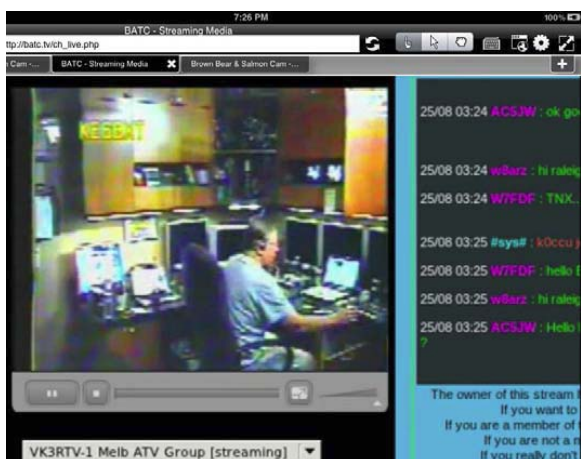 7:26 PM
100%
BATC - Streaming Media
ttp://batc.tv/ch_live.php
Cam -...
BATC - Streaming Media
Brown Bear & Salmon Cam -...
25/08 03:24 AC5JW : ok go
25/08 03:24 w8arz : hi raleig
25/08 03:24 W7FDF : TNX..
25/08 03:25 #sys# : k0ccu j
25/08 03:25 W7FDF : hello
25/08 03:25 w8arz : hi raleig
25/08 03:25 AC5JW : Hello
?
The owner of this stream
If you want to
If you are a member of t
If you are not a
If you really don't
VK3RTV-1 Melb ATV Group [streaming]